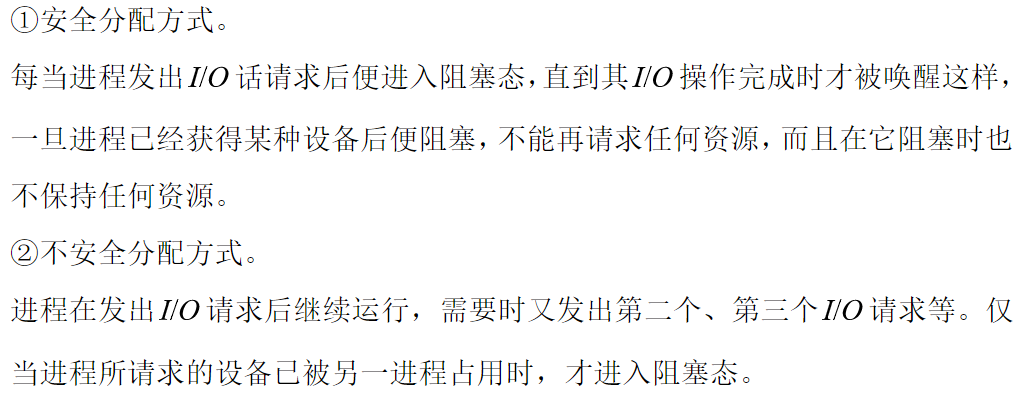 ①安全分配方式。
每当进程发出I/O话请求后便进入阻塞态,直到其I/O操作完成时才被唤醒这样,
一旦进程已经获得某种设备后便阻塞,不能再请求任何资源,而且在它阻塞时也
不保持任何资源。
②不安全分配方式。
进程在发出I/O请求后继续运行，需要时又发出第二个、第三个I/O请求等。仅
当进程所请求的设备已被另一进程占用时，才进入阻塞态。